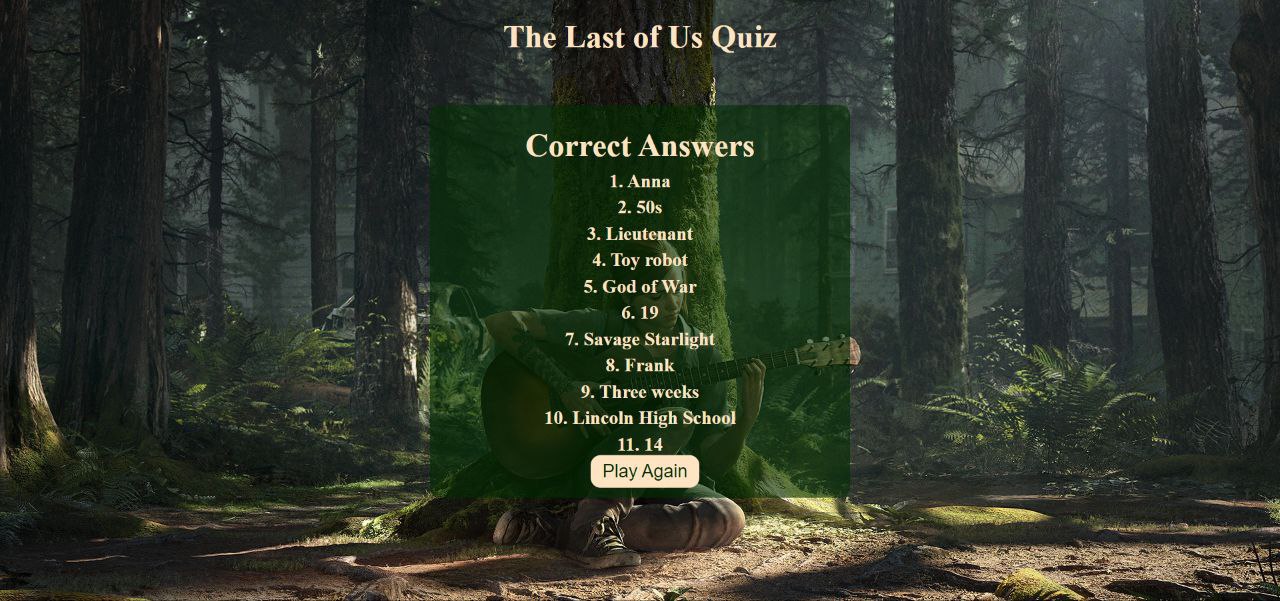 The Last of Us Quiz
Correct Answers
1. Anna
2. 50s
3. Lieutenant
4. Toy robot
5. God of War
6. 19
7. Savage Starlight
8. Frank
9. Three weeks
10. Lincoln High School
11. 14
Play Again